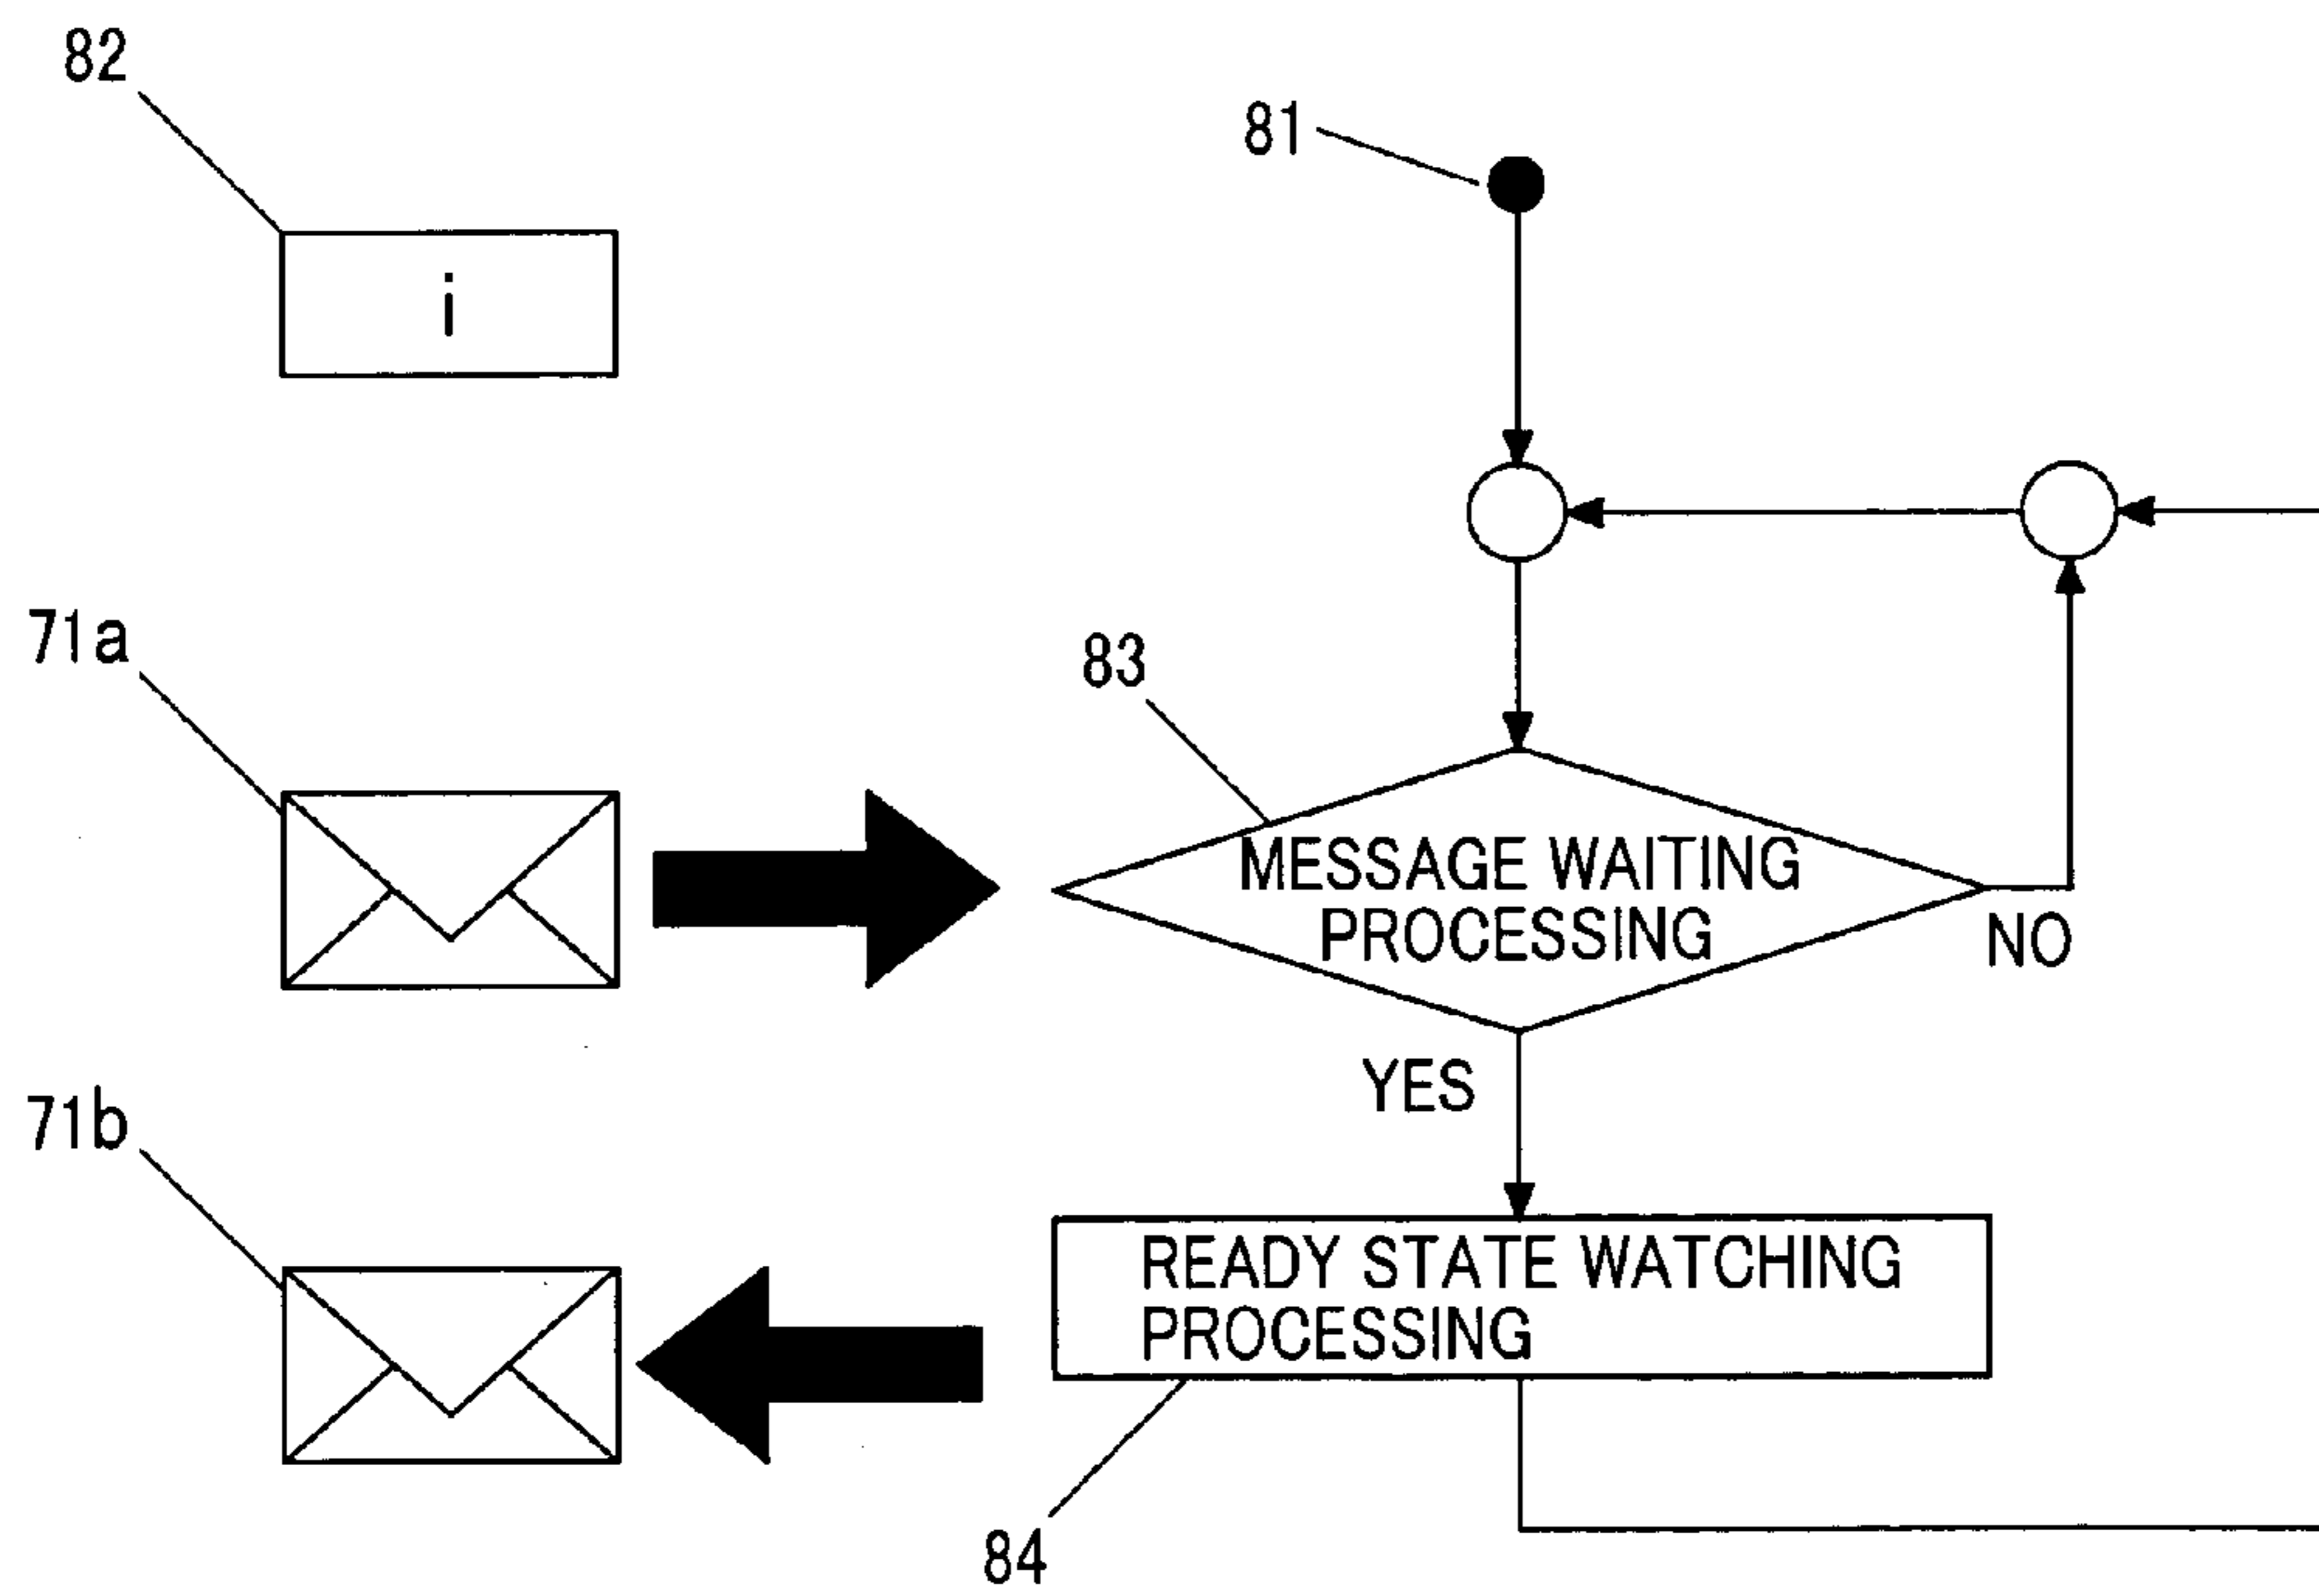 82
81
i
71a
83
MESSAGE WAITING
PROCESSING
NO
YES
71b
READY STATE WATCHING
PROCESSING
84